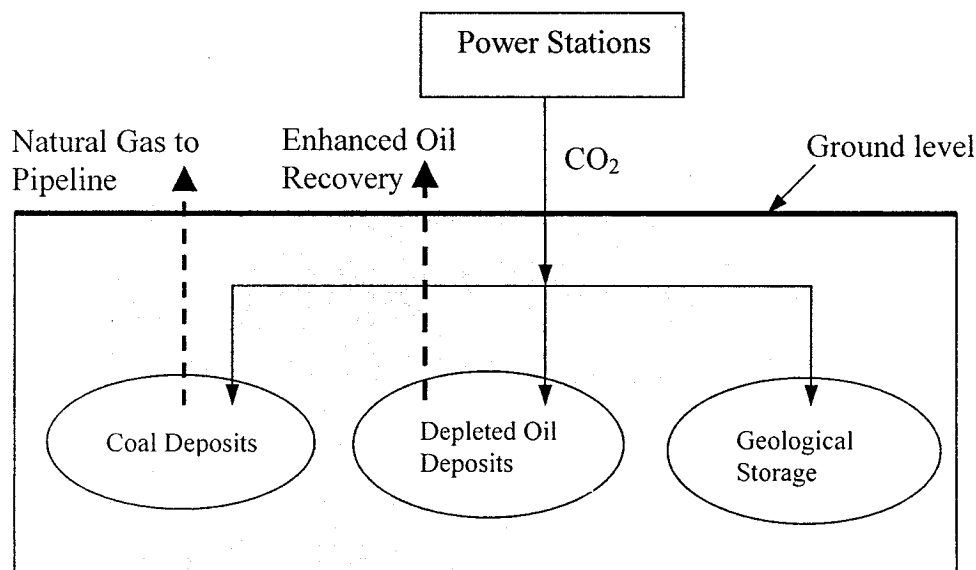 Power Stations
Natural Gas to
Pipeline
Enhanced Oil
Recovery
CO₂
Ground level
Coal Deposits
Depleted Oil
Deposits
Geological
Storage